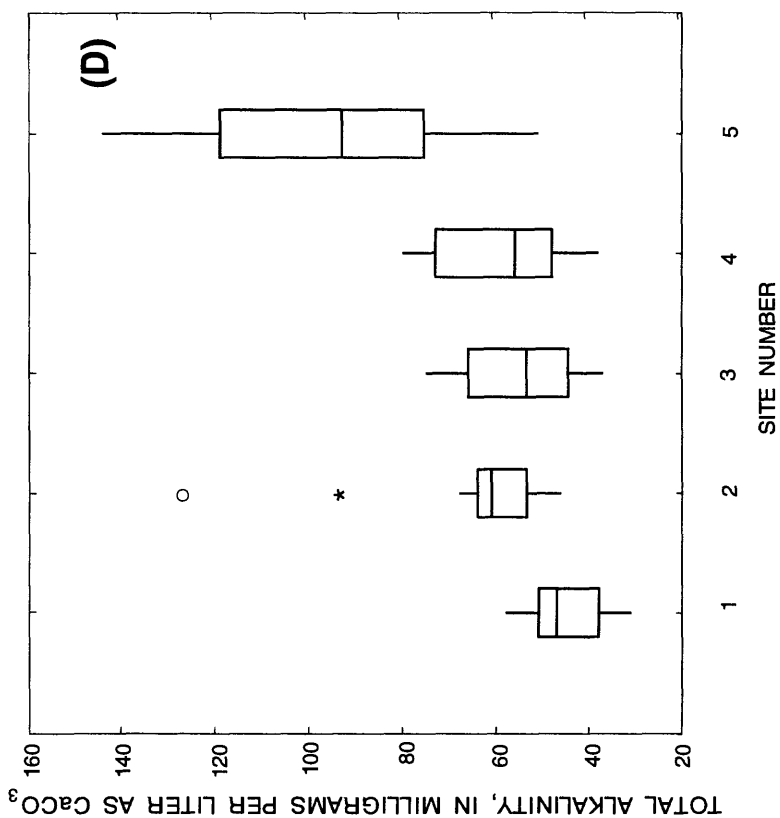 (D)
TOTAL ALKALINITY, IN MILLIGRAMS PER LITER AS CaCO3
160
140
120
100
80
60
40
20
1 2 3 4 5
SITE NUMBER